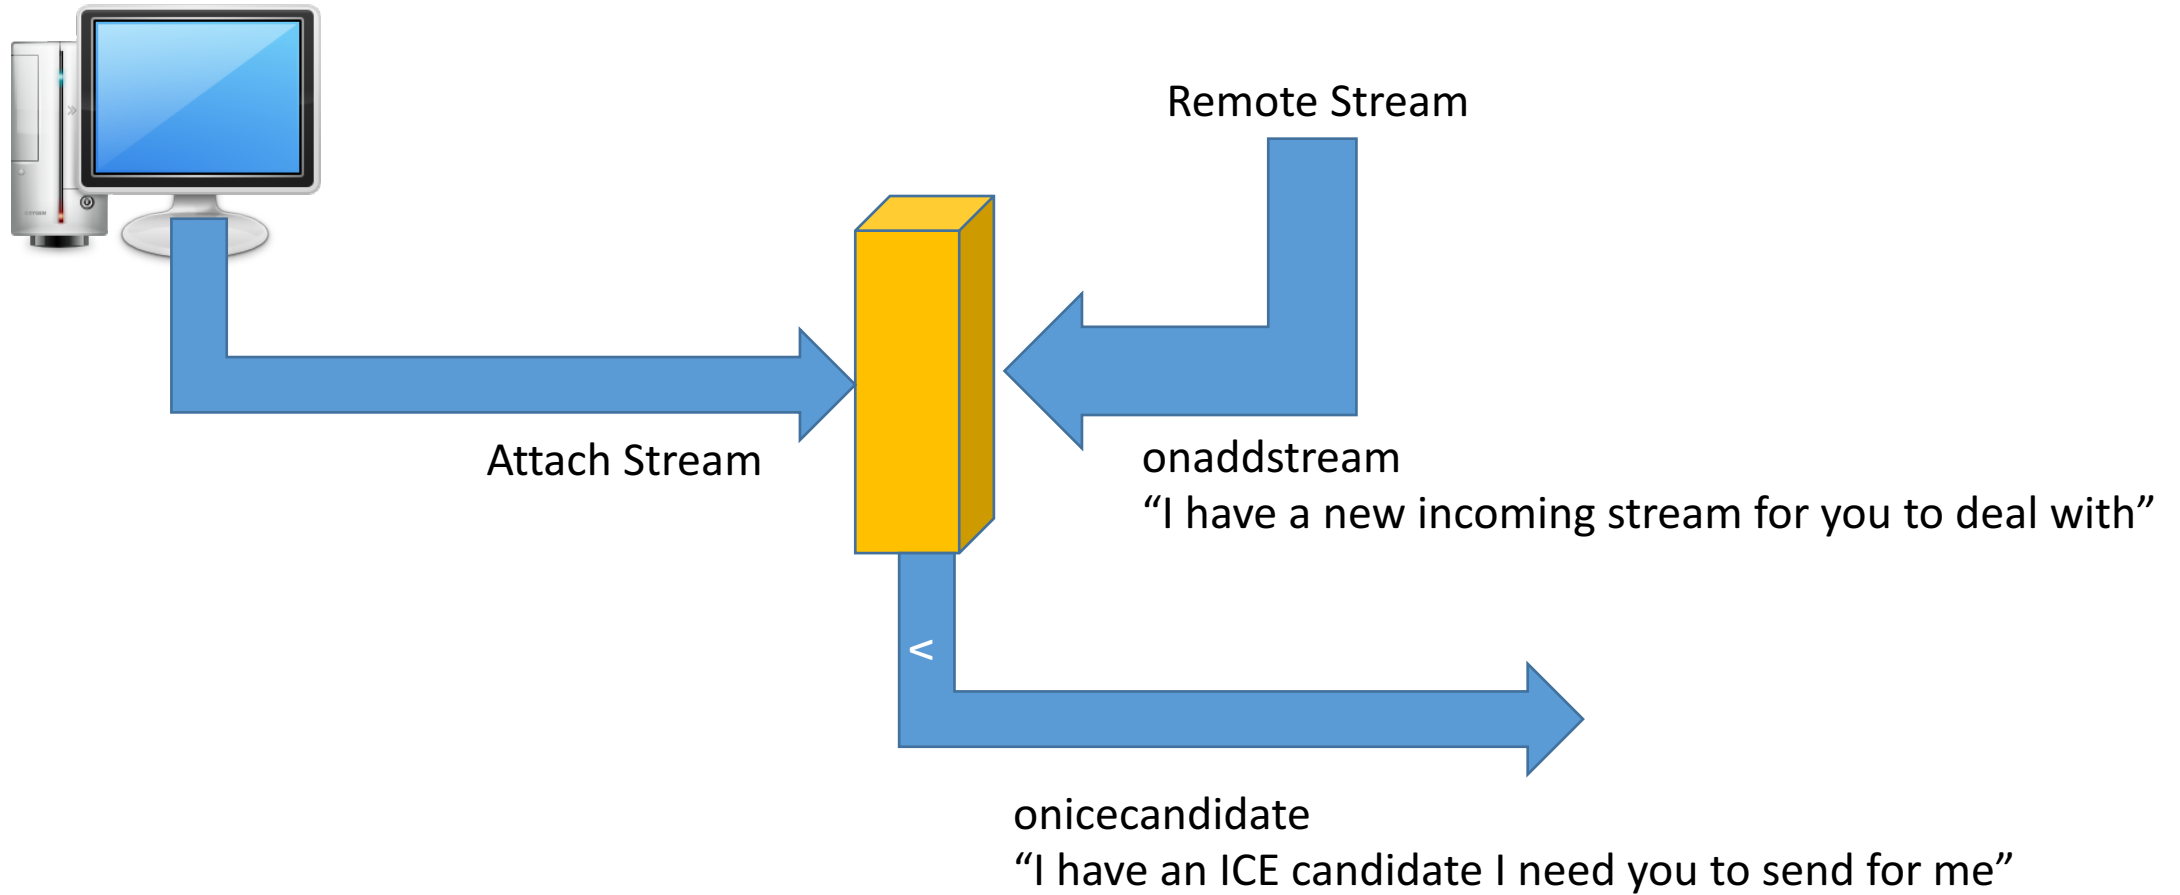 Remote Stream
Attach Stream
onaddstream
“I have a new incoming stream for you to deal with”
<
onicecandidate
“I have an ICE candidate I need you to send for me”